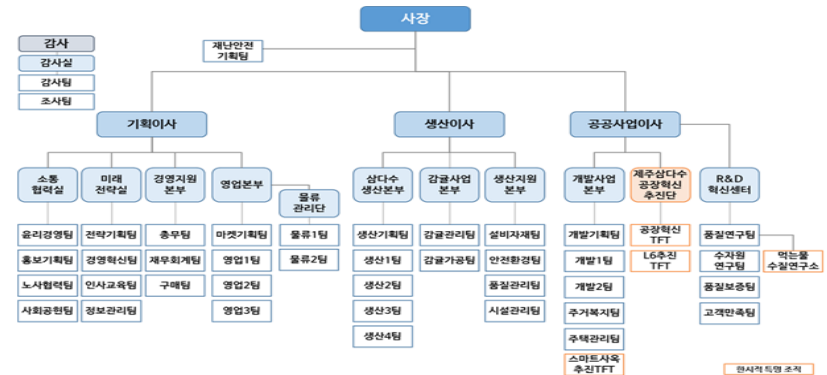 사장
감사
감사실
감사팀
조사팀
재난안전
기획팀
기획이사
생산이사
공공사업이사
소통
협력실
미래
전략실
경영지원
본부
영업본부
물류
관리단
삼다수
생산본부
감귤사업
본부
생산지원
본부
개발사업
본부
제주삼다수
공장혁신
추진단
R&D
혁신센터
윤리경영팀
홍보기획팀
노사협력팀
사회공헌팀
전략기획팀
경영혁신팀
인사교육팀
정보관리팀
총무팀
재무회계팀
구매팀
마켓기획팀
영업1팀
영업2팀
영업3팀
물류1팀
물류2팀
생산기획팀
생산1팀
생산2팀
생산3팀
생산4팀
감귤관리팀
감귤가공팀
설비자재팀
안전환경팀
품질관리팀
시설관리팀
개발기획팀
개발1팀
개발2팀
주거복지팀
주택관리팀
스마트사옥
추진TFT
공장혁신
TFT
L6추진
TFT
품질연구팀
수자원
연구팀
품질보증팀
고객만족팀
먹는물
수질연구소
한시적 특명 조직